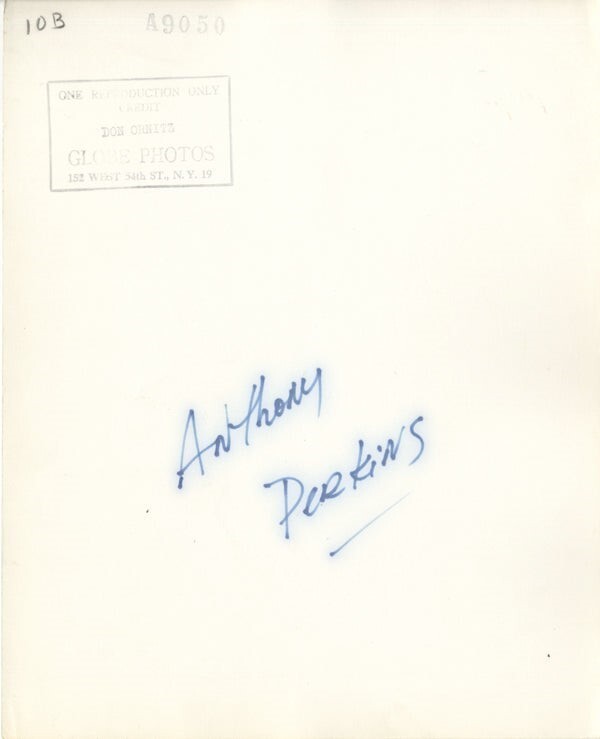 10B
A9050
ONE REPRODUCTION ONLY
CREDIT
DON ORNITZ
GLOBE PHOTOS
152 WEST 54th ST., N. Y. 19
Anthony
Perkins